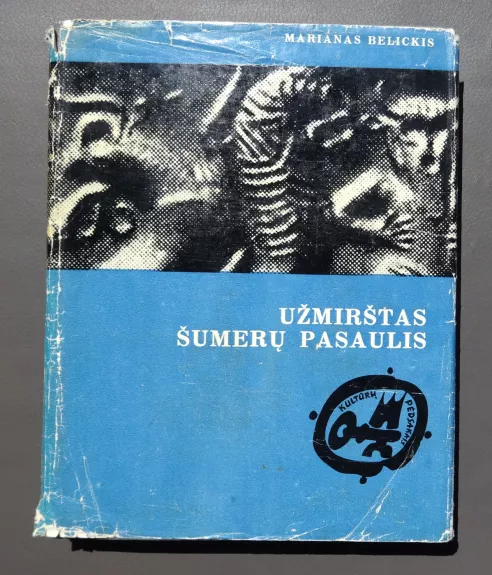 MARIANAS BELICKIS
UŽMIRŠTAS
ŠUMERŲ PASAULIS
KULTŪRŲ
PĖDSAKAIS